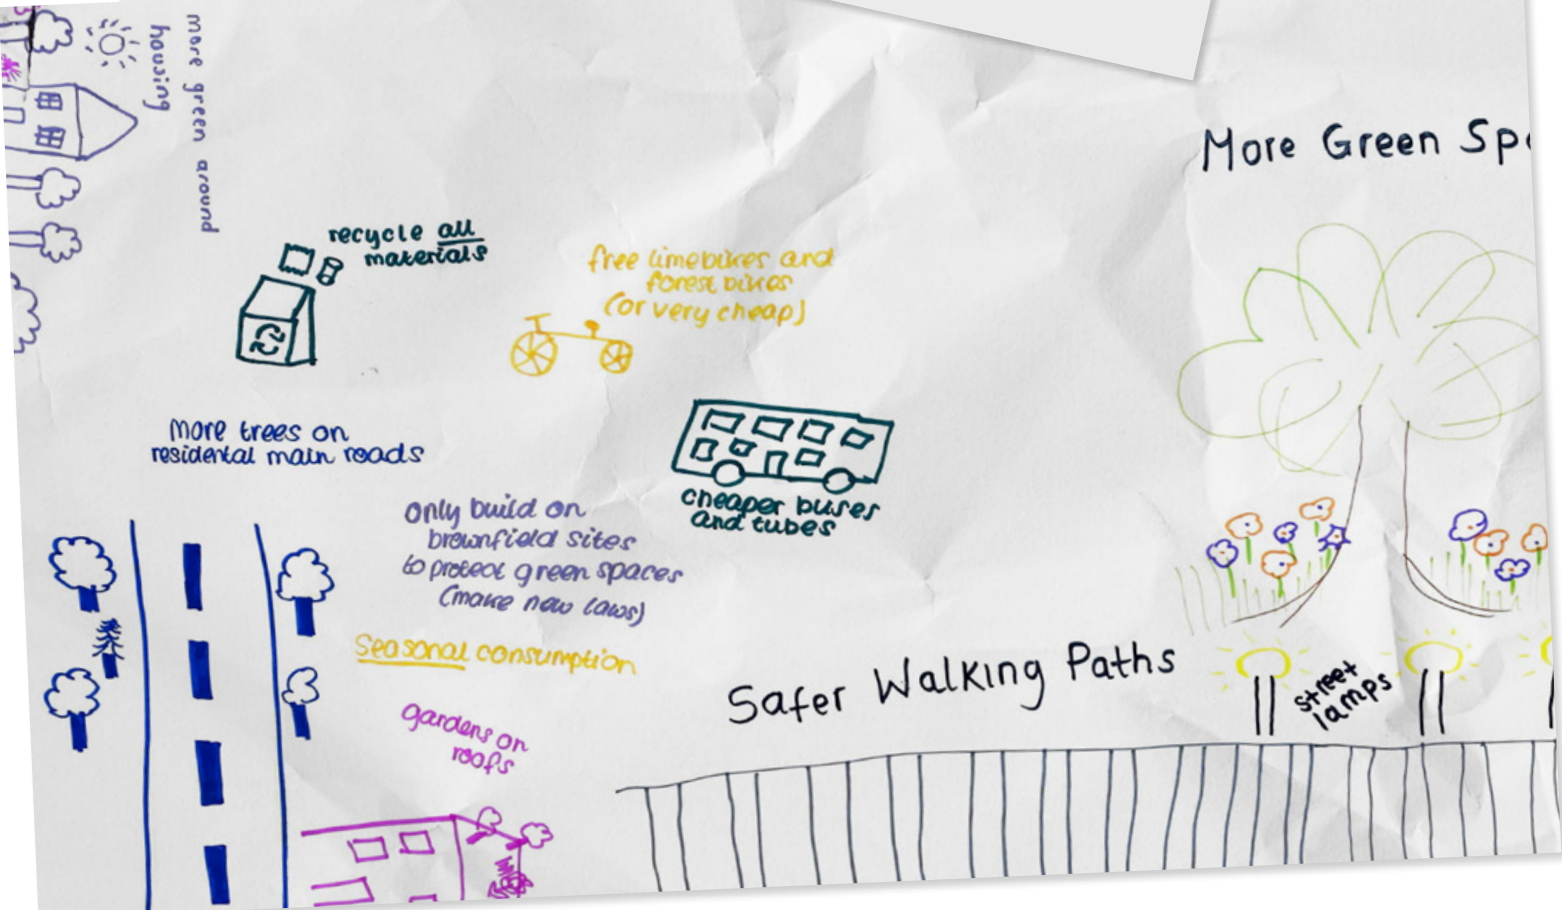 more green around
housing
recycle all
materials
free limebikes and
forest bikes
(or very cheap)
More Green
More trees on
residental main roads
cheaper buses
and tubes
only build on
brownfield sites
to protect green spaces
(make new laws)
Seasonal consumption
gardens on
roofs
Safer Walking Paths
street
lamps